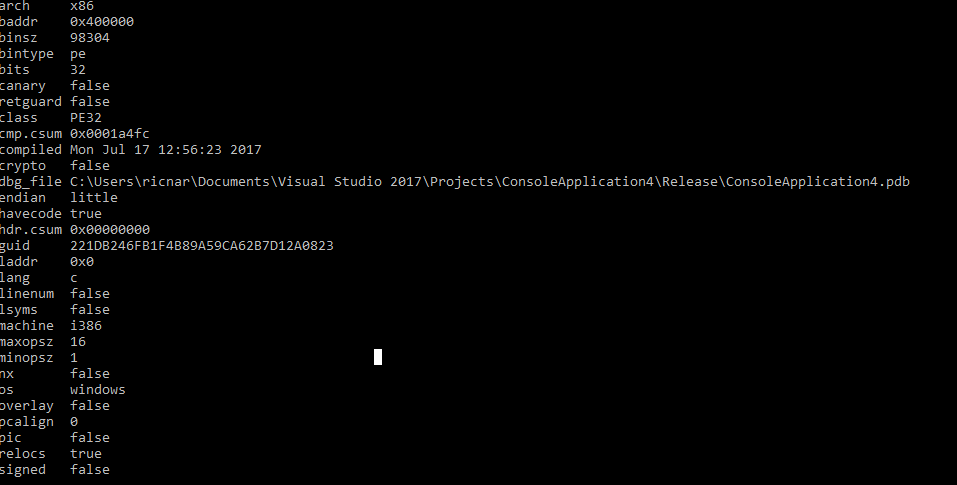 arch x86
baddr 0x400000
binsz 98304
bintype pe
bits 32
canary false
retguard false
class PE32
cmp.csum 0x0001a4fc
compiled Mon Jul 17 12:56:23 2017
crypto false
dbg_file C:\Users\ricnar\Documents\Visual Studio 2017\Projects\ConsoleApplication4\Release\ConsoleApplication4.pdb
endian little
havecode true
hdr.csum 0x00000000
guid 221DB246FB1F4B89A59CA62B7D12A0823
laddr 0x0
lang c
linenum false
lsyms false
machine i386
maxopsz 16
minopsz 1
nx false
os windows
overlay false
pcalign 0
pic false
relocs true
signed false